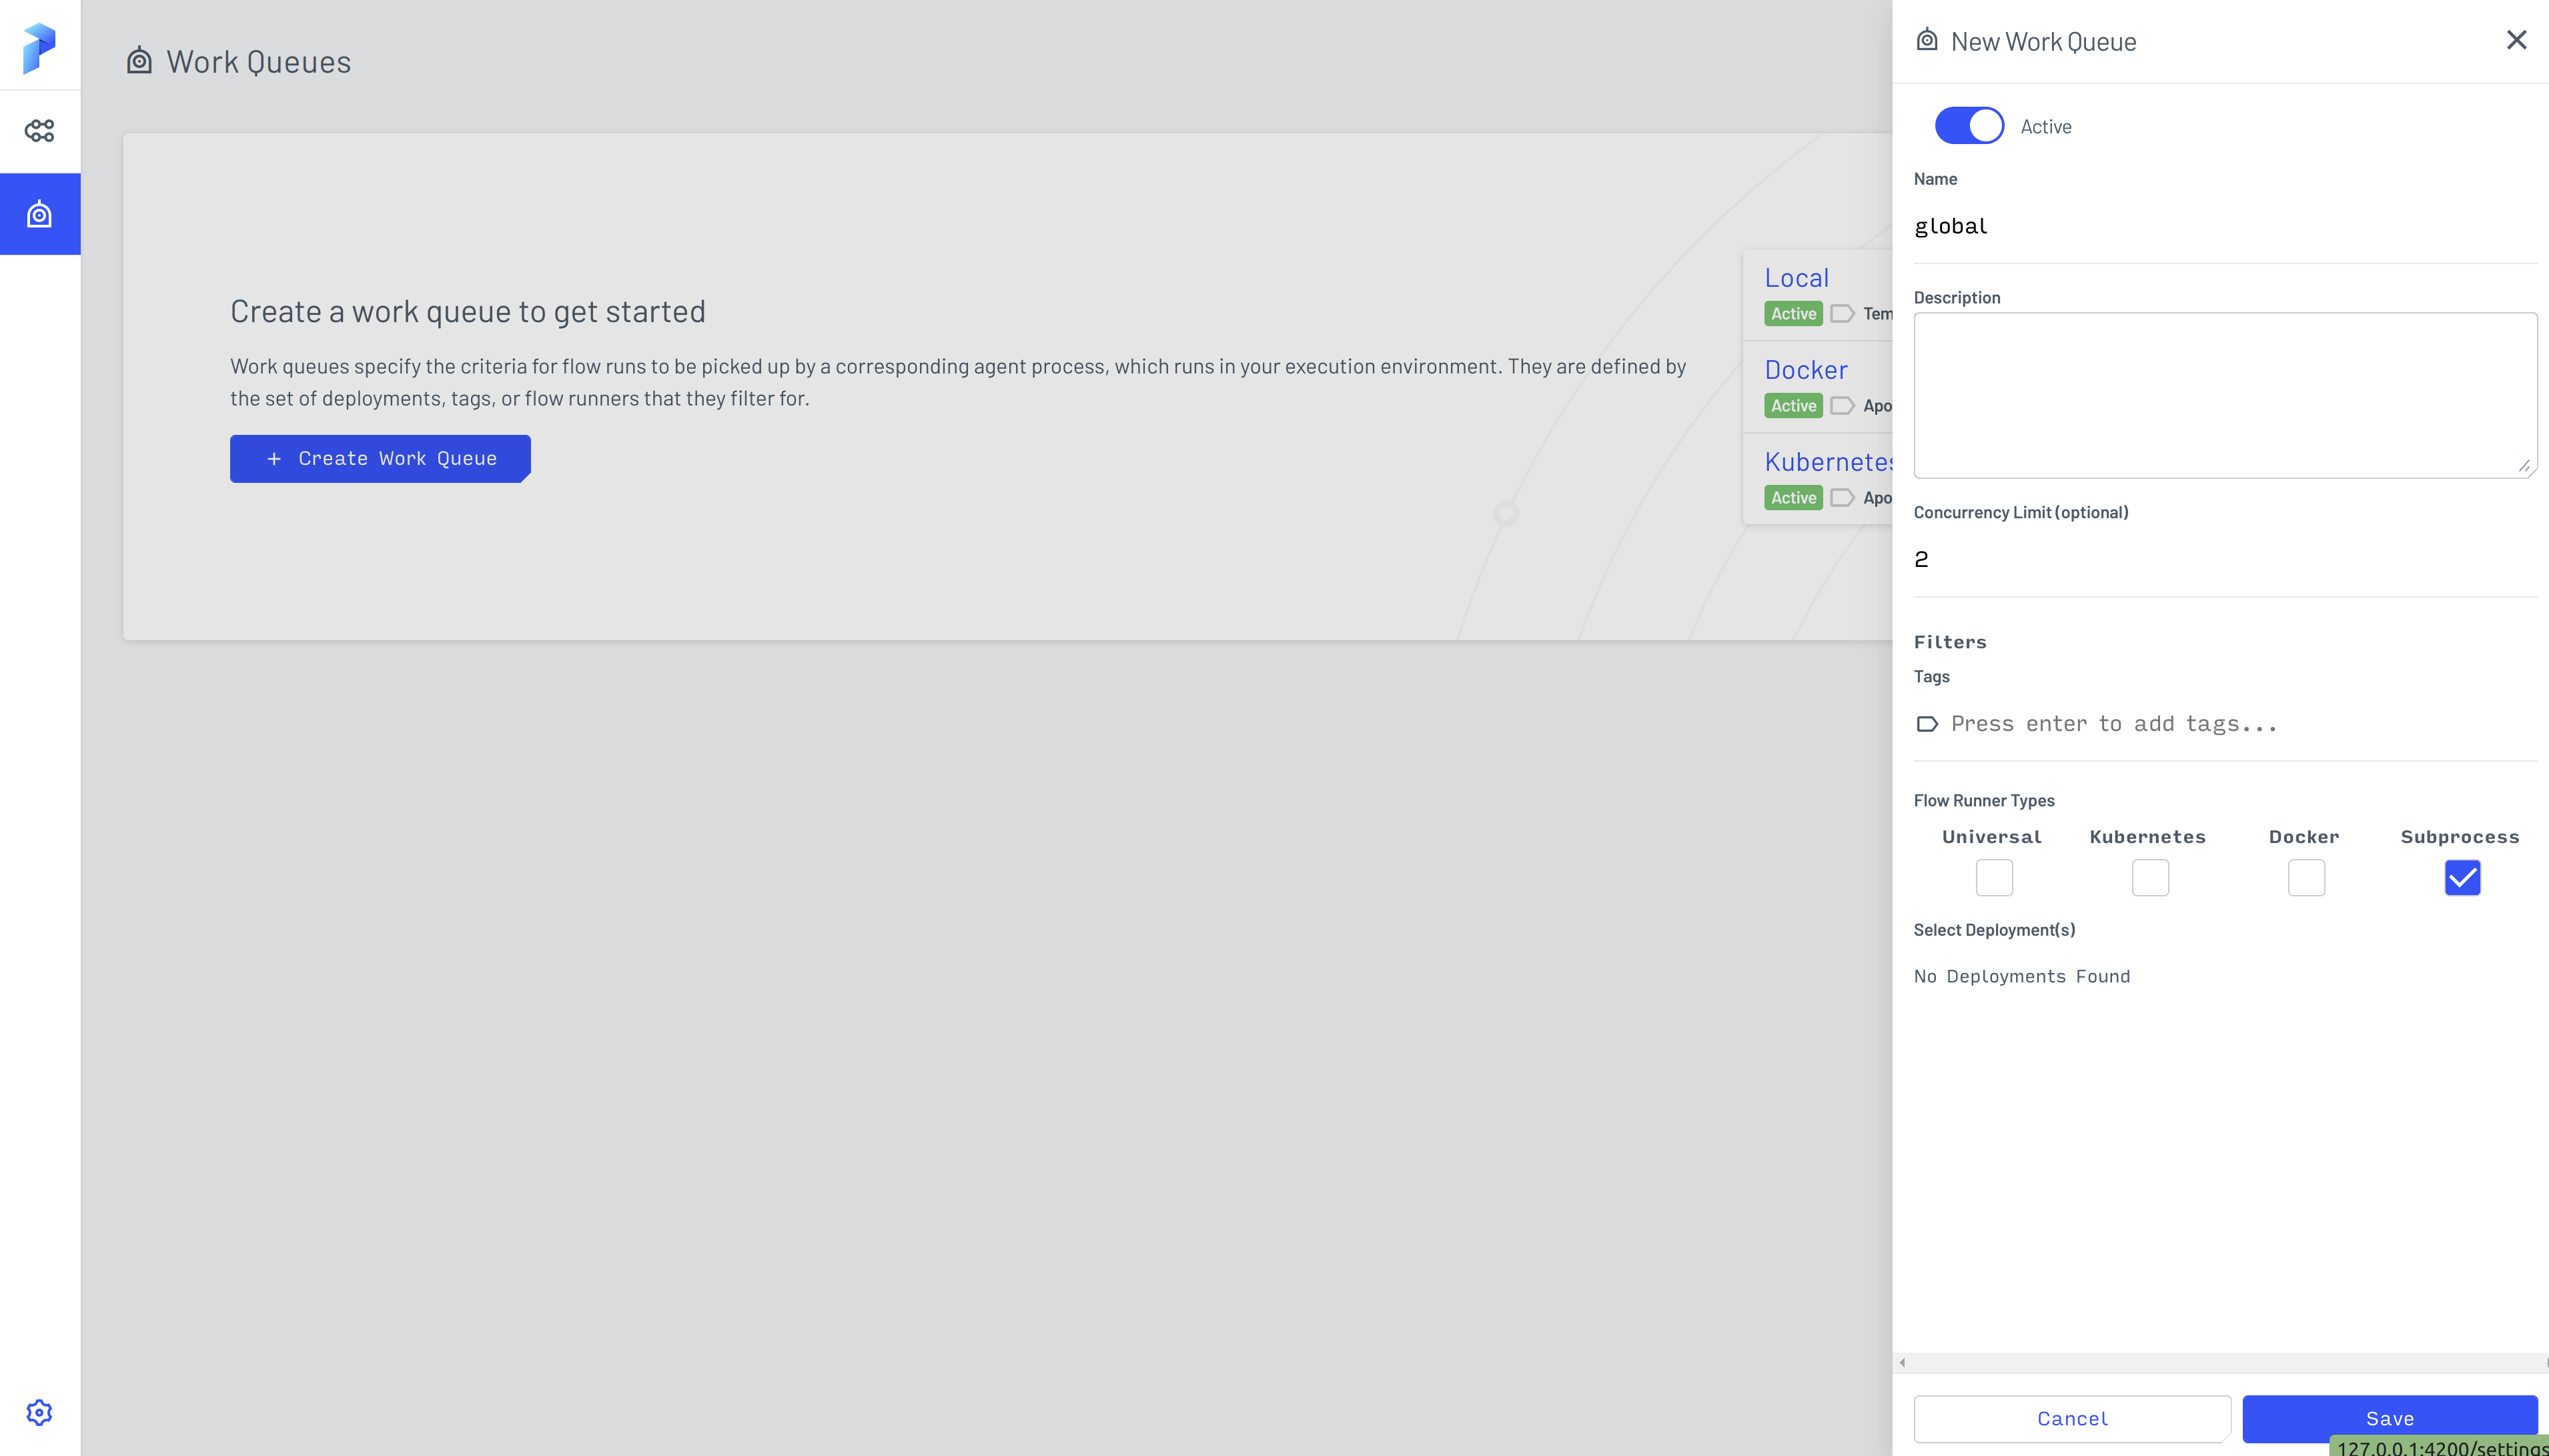 Work Queues
Create a work queue to get started
Work queues specify the criteria for flow runs to be picked up by a corresponding agent process, which runs in your execution environment. They are defined by
the set of deployments, tags, or flow runners that they filter for.
+ Create Work Queue
Local
Active Tem
Docker
Active Apo
Kubernetes
Active Apo
New Work Queue
Active
Name
global
Description
Concurrency Limit (optional)
2
Filters
Tags
Press enter to add tags...
Flow Runner Types
Universal Kubernetes Docker Subprocess
Select Deployment(s)
No Deployments Found
Cancel Save
127.0.0.1:4200/settings